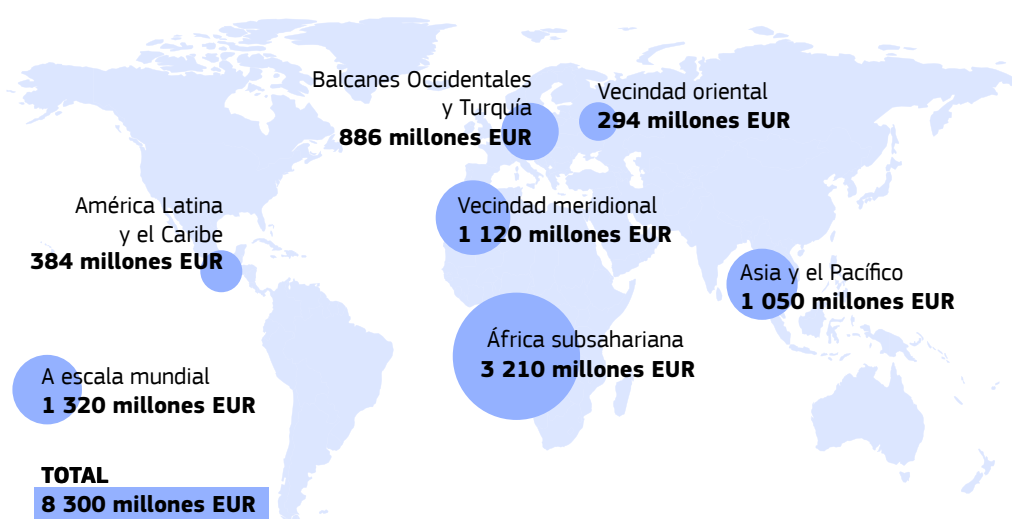 Balcanes Occidentales
y Turquía
886 millones EUR
Vecindad oriental
294 millones EUR
América Latina
y el Caribe
384 millones EUR
Vecindad meridional
1 120 millones EUR
Asia y el Pacífico
1 050 millones EUR
África subsahariana
3 210 millones EUR
A escala mundial
1 320 millones EUR
TOTAL
8 300 millones EUR